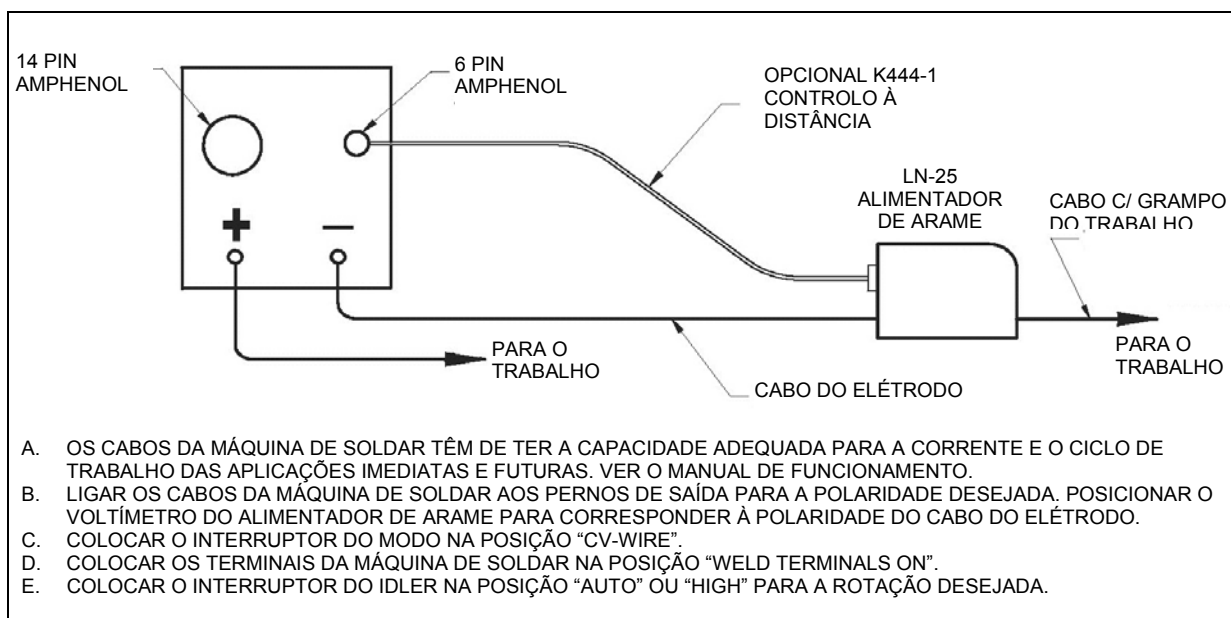 14 PIN
AMPHENOL
6 PIN
AMPHENOL
OPCIONAL K444-1
CONTROLO À
DISTÂNCIA
LN-25
ALIMENTADOR
DE ARAME
CABO C/ GRAMPO
DO TRABALHO
+
−
PARA O
TRABALHO
PARA O
TRABALHO
CABO DO ELÉTRODO
A. OS CABOS DA MÁQUINA DE SOLDAR TÊM DE TER A CAPACIDADE ADEQUADA PARA A CORRENTE E O CICLO DE
TRABALHO DAS APLICAÇÕES IMEDIATAS E FUTURAS. VER O MANUAL DE FUNCIONAMENTO.
B. LIGAR OS CABOS DA MÁQUINA DE SOLDAR AOS PERNOS DE SAÍDA PARA A POLARIDADE DESEJADA. POSICIONAR O
VOLTÍMETRO DO ALIMENTADOR DE ARAME PARA CORRESPONDER À POLARIDADE DO CABO DO ELÉTRODO.
C. COLOCAR O INTERRUPTOR DO MODO NA POSIÇÃO “CV-WIRE”.
D. COLOCAR OS TERMINAIS DA MÁQUINA DE SOLDAR NA POSIÇÃO “WELD TERMINALS ON”.
E. COLOCAR O INTERRUPTOR DO IDLER NA POSIÇÃO “AUTO” OU “HIGH” PARA A ROTAÇÃO DESEJADA.